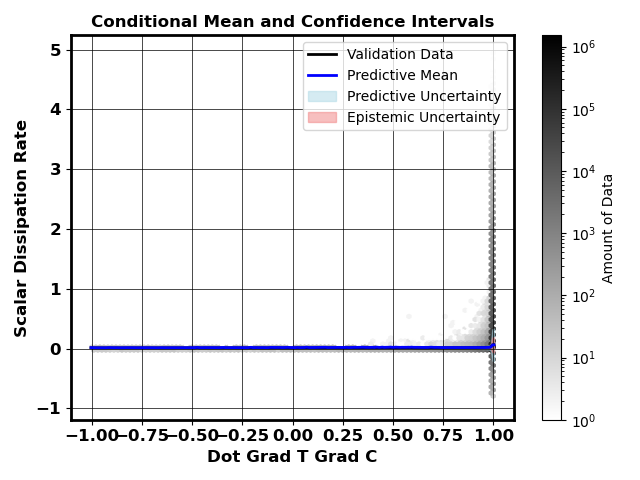 Conditional Mean and Confidence Intervals
Validation Data
Predictive Mean
Predictive Uncertainty
Epistemic Uncertainty
Scalar Dissipation Rate
5
4
3
2
1
0
−1
−1.00
−0.75
−0.50
−0.25
0.00
0.25
0.50
0.75
1.00
Dot Grad T Grad C
10⁶
10⁵
10⁴
10³
10²
10¹
10⁰
Amount of Data